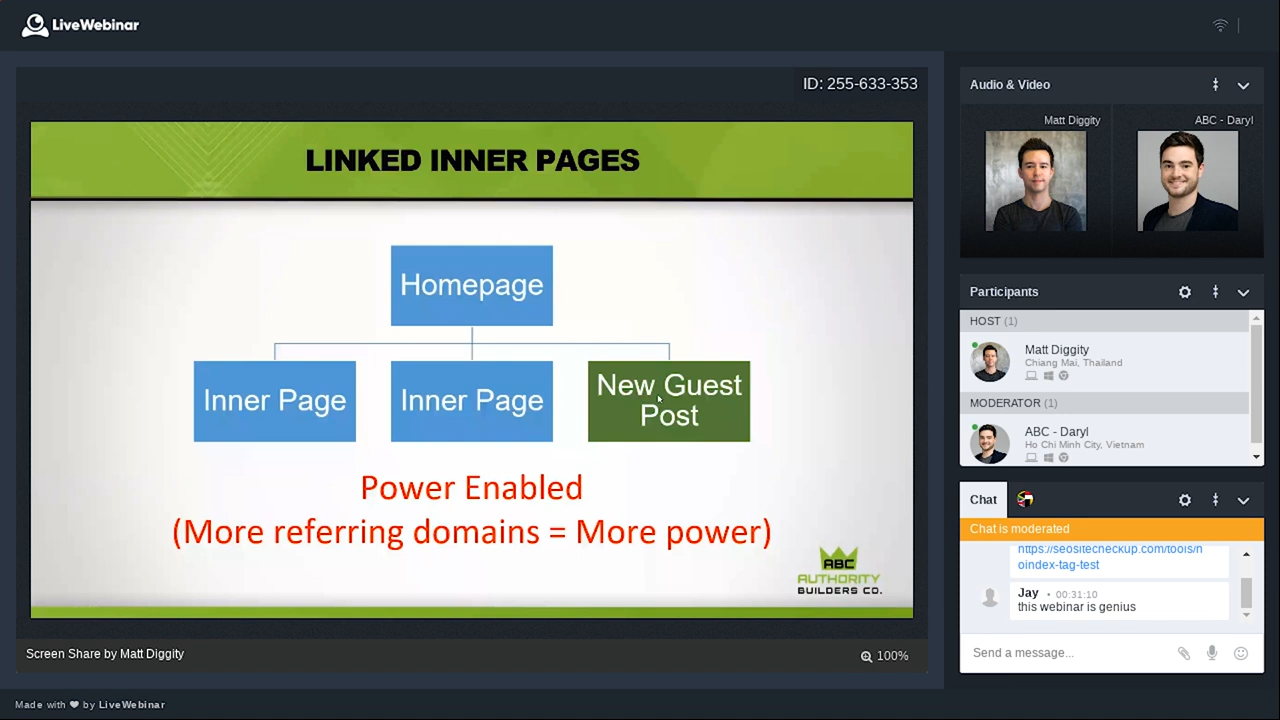 LiveWebinar
ID: 255-633-353
LINKED INNER PAGES
Homepage
Inner Page
Inner Page
New Guest
Post
Power Enabled
(More referring domains = More power)
ABC
AUTHORITY
BUILDERS CO.
Screen Share by Matt Diggity
100%
Audio & Video
Matt Diggity
ABC - Daryl
Participants
HOST (1)
Matt Diggity
Chiang Mai, Thailand
MODERATOR (1)
ABC - Daryl
Ho Chi Minh City, Vietnam
Chat
Chat is moderated
https://seositecheckup.com/tools/n
oindex-tag-test
Jay • 00:31:10
this webinar is genius
Send a message...
Made with ❤ by LiveWebinar